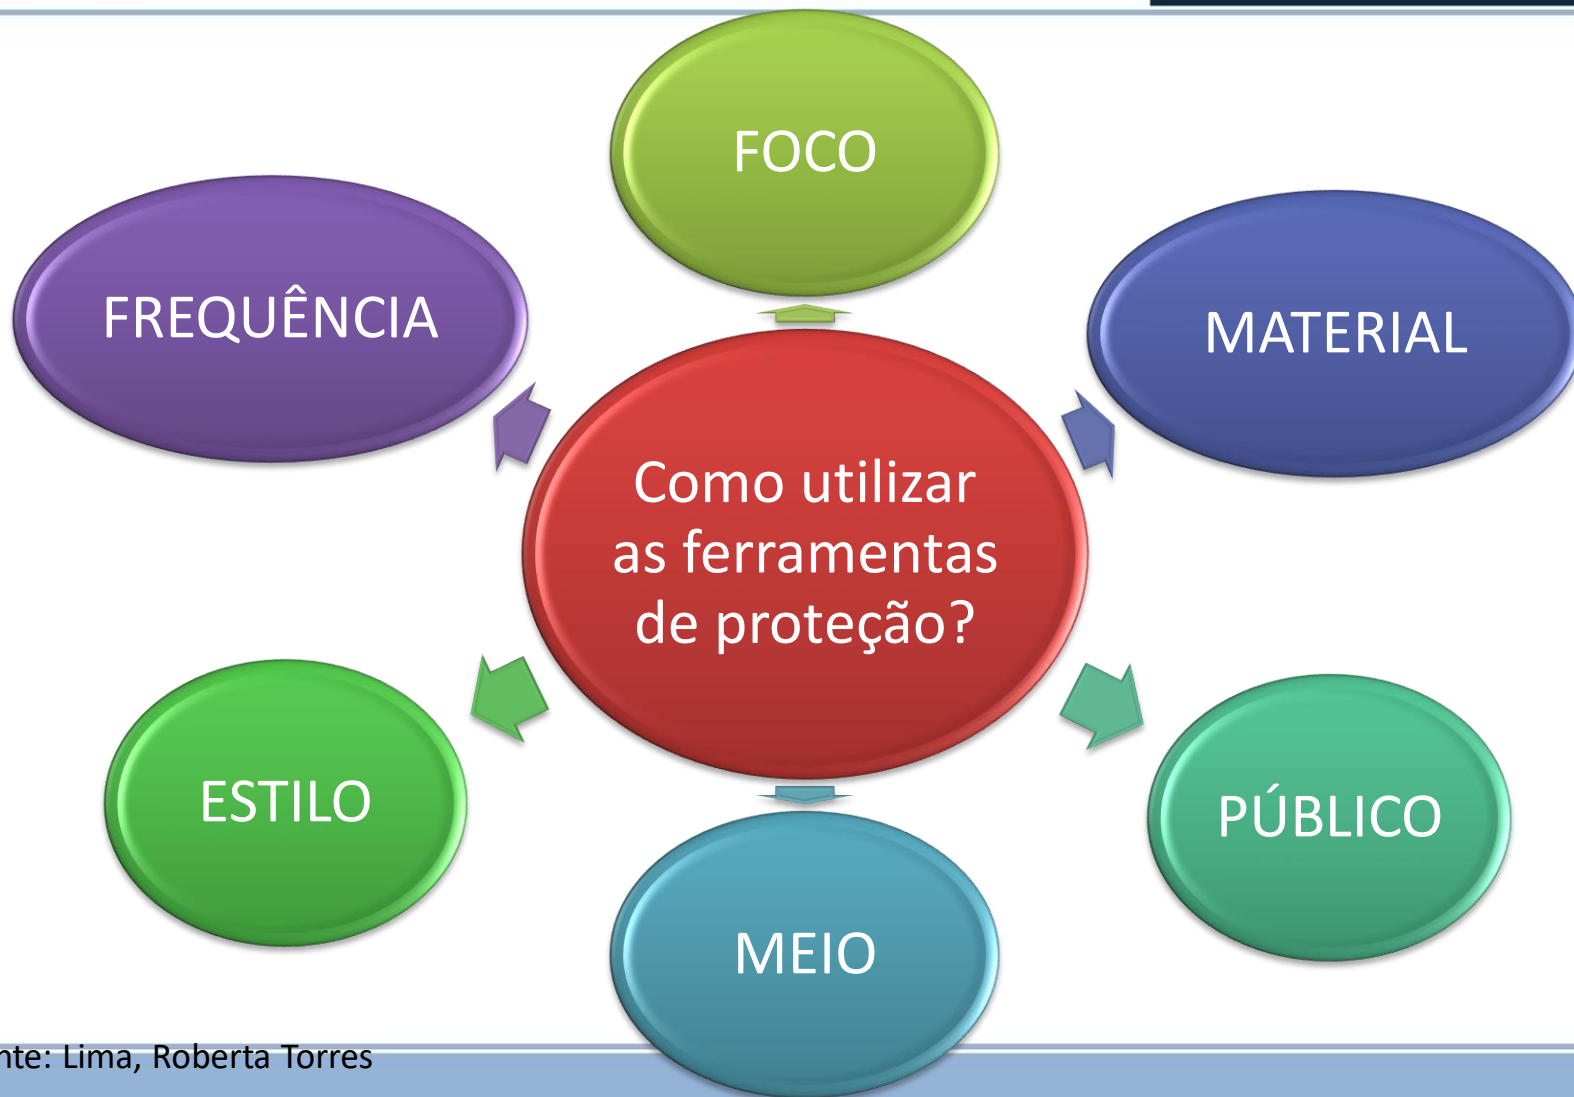 FOCO
FREQUÊNCIA
MATERIAL
Como utilizar
as ferramentas
de proteção?
ESTILO
PÚBLICO
MEIO
nte: Lima, Roberta Torres